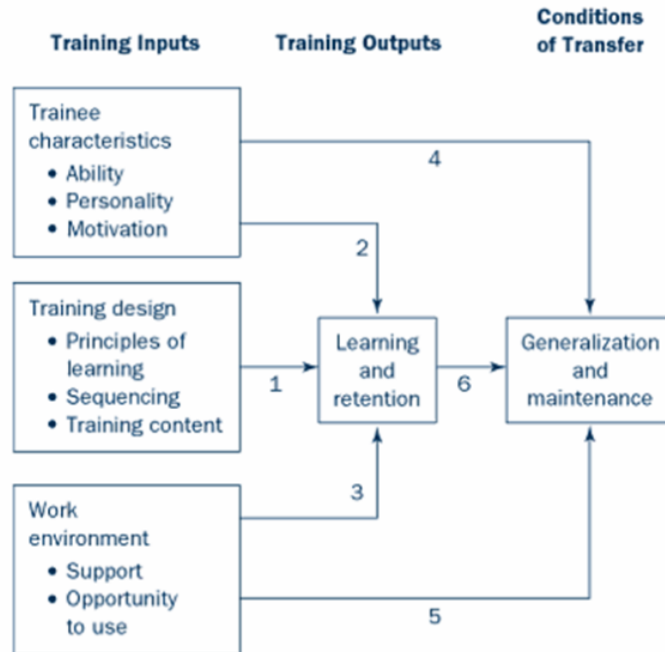 Training Inputs
Training Outputs
Conditions
of Transfer
Trainee
characteristics
• Ability
• Personality
• Motivation
4
2
Training design
• Principles of
learning
• Sequencing
• Training content
1
Learning
and
retention
6
Generalization
and
maintenance
3
Work
environment
• Support
• Opportunity
to use
5